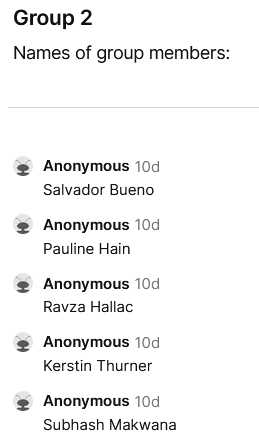 Group 2
Names of group members:
Anonymous 10d
Salvador Bueno
Anonymous 10d
Pauline Hain
Anonymous 10d
Ravza Hallac
Anonymous 10d
Kerstin Thurner
Anonymous 10d
Subhash Makwana